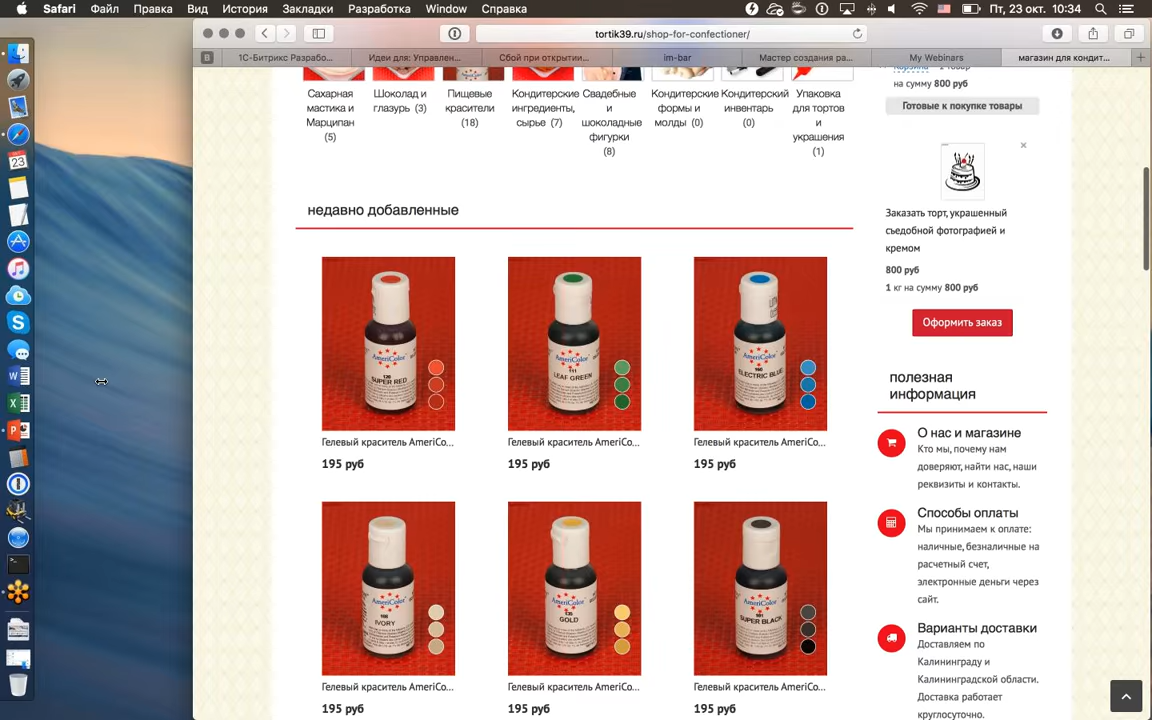 Safari Файл Правка Вид История Закладки Разработка Window Справка Пт, 23 окт. 10:34
tortik39.ru/shop-for-confectioner/
1С-Битрикс Разрабо... Идеи для: Управлен... Сбой при открытии... im-bar Мастер создания ра... My Webinars магазин для кондит...
на сумму 800 руб
Готовые к покупке товары
Сахарная мастика и Марципан (5)
Шоколад и глазурь (3)
Пищевые красители (18)
Кондитерские ингредиенты, сырье (7)
Свадебные и шоколадные фигурки (8)
Кондитерские формы и молды (0)
Кондитерский инвентарь (0)
Упаковка для тортов и украшения (1)
недавно добавленные
AmeriColor
120
SUPER RED
AmeriColor
111
LEAF GREEN
AmeriColor
160
ELECTRIC BLUE
Гелевый краситель AmeriCo... Гелевый краситель AmeriCo... Гелевый краситель AmeriCo...
195 руб 195 руб 195 руб
AmeriColor
IVORY
AmeriColor
GOLD
AmeriColor
SUPER BLACK
Гелевый краситель AmeriCo... Гелевый краситель AmeriCo... Гелевый краситель AmeriCo...
195 руб 195 руб 195 руб
Заказать торт, украшенный
съедобной фотографией и
кремом
800 руб
1 кг на сумму 800 руб
Оформить заказ
полезная
информация
О нас и магазине
Кто мы, почему нам
доверяют, найти нас, наши
реквизиты и контакты.
Способы оплаты
Мы принимаем к оплате:
наличные, безналичные на
расчетный счет,
электронные деньги через
сайт.
Варианты доставки
Доставляем по
Калининграду и
Калининградской области.
Доставка работает
круглосуточно.